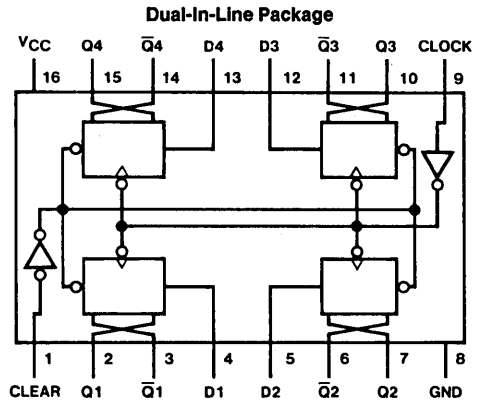 Dual-In-Line Package
VCC Q4 Q̅4 D4 D3 Q̅3 Q3 CLOCK
16 15 14 13 12 11 10 9
1 2 3 4 5 6 7 8
CLEAR Q1 Q̅1 D1 D2 Q̅2 Q2 GND